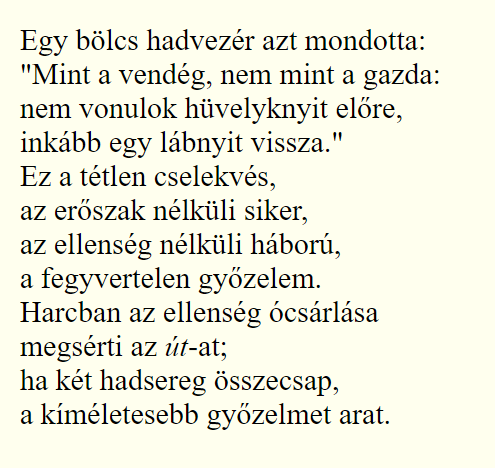 Egy bölcs hadvezér azt mondotta:
"Mint a vendég, nem mint a gazda:
nem vonulok hüvelyknyit előre,
inkább egy lábnyit vissza."
Ez a tétlen cselekvés,
az erőszak nélküli siker,
az ellenség nélküli háború,
a fegyvertelen győzelem.
Harcban az ellenség ócsárlása
megsérti az út-at;
ha két hadsereg összecsap,
a kíméletesebb győzelmet arat.